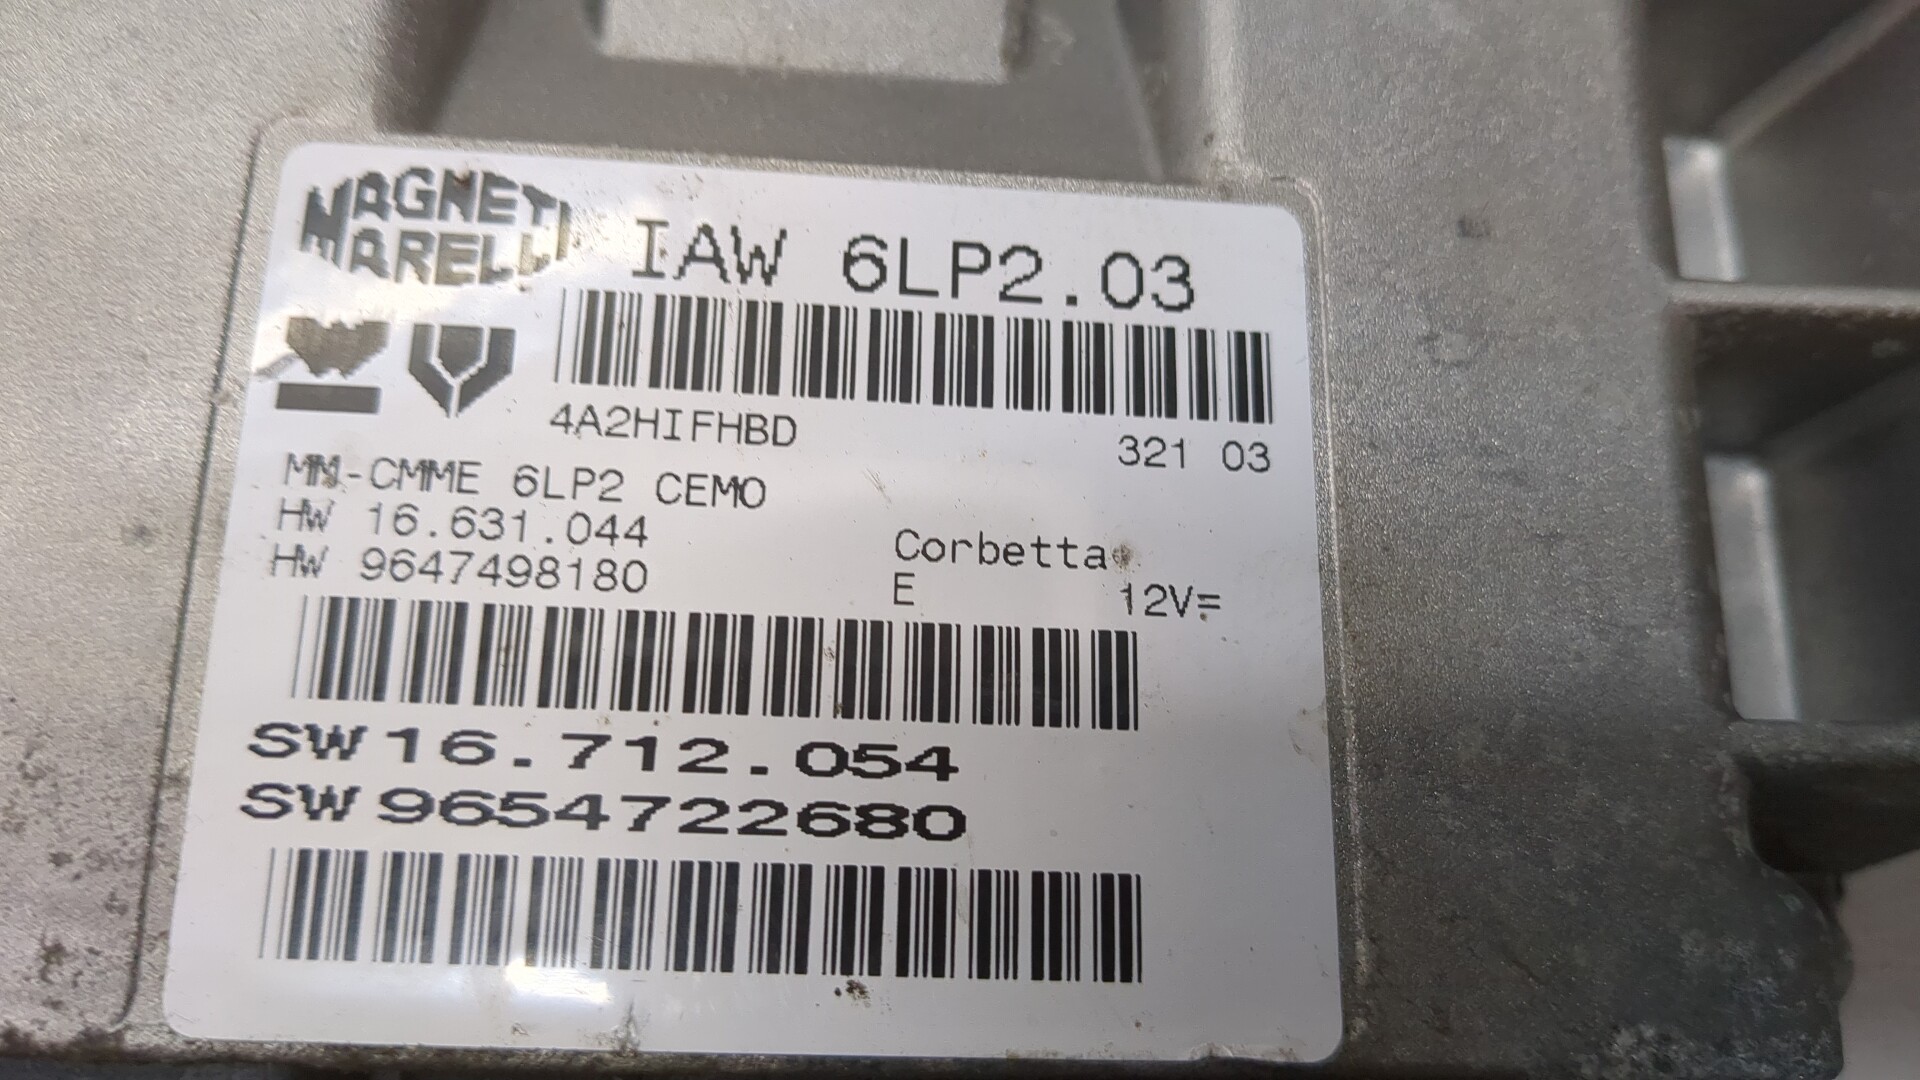 MAGNETI
MARELLI
IAW 6LP2.03
4A2HIFHBD 321 03
MM-CMME 6LP2 CEMO
HW 16.631.044
HW 9647498180
Corbetta
E 12V=
SW 16.712.054
SW 9654722680